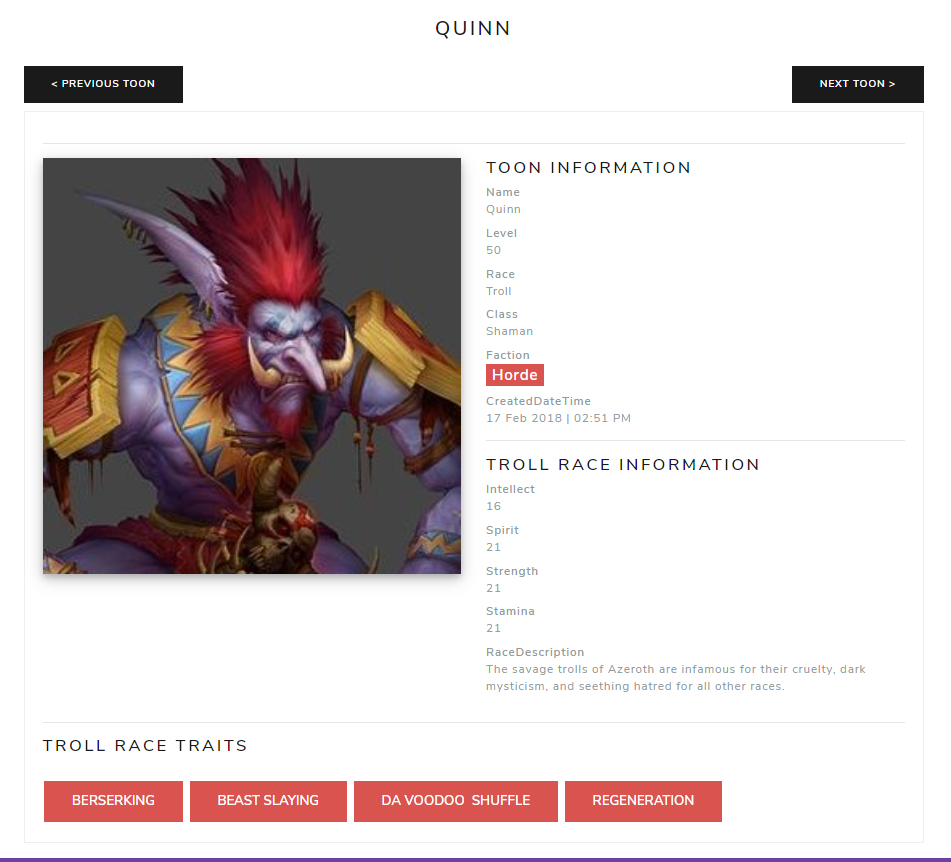 QUINN
< PREVIOUS TOON
NEXT TOON >
TOON INFORMATION
Name
Quinn
Level
50
Race
Troll
Class
Shaman
Faction
Horde
CreatedDateTime
17 Feb 2018 | 02:51 PM
TROLL RACE INFORMATION
Intellect
16
Spirit
21
Strength
21
Stamina
21
RaceDescription
The savage trolls of Azeroth are infamous for their cruelty, dark
mysticism, and seething hatred for all other races.
TROLL RACE TRAITS
BERSERKING
BEAST SLAYING
DA VOODOO  SHUFFLE
REGENERATION